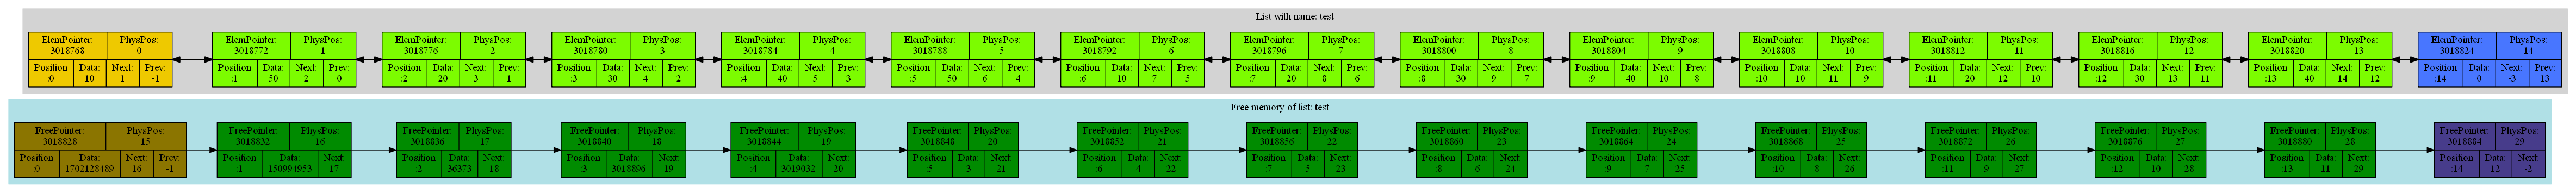 List with name: test
ElemPointer: 3018768 PhysPos: 0
Position :0 Data: 10 Next: 1 Prev: -1
ElemPointer: 3018772 PhysPos: 1
Position :1 Data: 50 Next: 2 Prev: 0
ElemPointer: 3018776 PhysPos: 2
Position :2 Data: 20 Next: 3 Prev: 1
ElemPointer: 3018780 PhysPos: 3
Position :3 Data: 30 Next: 4 Prev: 2
ElemPointer: 3018784 PhysPos: 4
Position :4 Data: 40 Next: 5 Prev: 3
ElemPointer: 3018788 PhysPos: 5
Position :5 Data: 50 Next: 6 Prev: 4
ElemPointer: 3018792 PhysPos: 6
Position :6 Data: 10 Next: 7 Prev: 5
ElemPointer: 3018796 PhysPos: 7
Position :7 Data: 20 Next: 8 Prev: 6
ElemPointer: 3018800 PhysPos: 8
Position :8 Data: 30 Next: 9 Prev: 7
ElemPointer: 3018804 PhysPos: 9
Position :9 Data: 40 Next: 10 Prev: 8
ElemPointer: 3018808 PhysPos: 10
Position :10 Data: 10 Next: 11 Prev: 9
ElemPointer: 3018812 PhysPos: 11
Position :11 Data: 20 Next: 12 Prev: 10
ElemPointer: 3018816 PhysPos: 12
Position :12 Data: 30 Next: 13 Prev: 11
ElemPointer: 3018820 PhysPos: 13
Position :13 Data: 40 Next: 14 Prev: 12
ElemPointer: 3018824 PhysPos: 14
Position :14 Data: 0 Next: -3 Prev: 13
Free memory of list: test
FreePointer: 3018828 PhysPos: 15
Position :0 Data: 1702128489 Next: 16 Prev: -1
FreePointer: 3018832 PhysPos: 16
Position :1 Data: 150994953 Next: 17
FreePointer: 3018836 PhysPos: 17
Position :2 Data: 36373 Next: 18
FreePointer: 3018840 PhysPos: 18
Position :3 Data: 3018896 Next: 19
FreePointer: 3018844 PhysPos: 19
Position :4 Data: 3019032 Next: 20
FreePointer: 3018848 PhysPos: 20
Position :5 Data: 3 Next: 21
FreePointer: 3018852 PhysPos: 21
Position :6 Data: 4 Next: 22
FreePointer: 3018856 PhysPos: 22
Position :7 Data: 5 Next: 23
FreePointer: 3018860 PhysPos: 23
Position :8 Data: 6 Next: 24
FreePointer: 3018864 PhysPos: 24
Position :9 Data: 7 Next: 25
FreePointer: 3018868 PhysPos: 25
Position :10 Data: 8 Next: 26
FreePointer: 3018872 PhysPos: 26
Position :11 Data: 9 Next: 27
FreePointer: 3018876 PhysPos: 27
Position :12 Data: 10 Next: 28
FreePointer: 3018880 PhysPos: 28
Position :13 Data: 11 Next: 29
FreePointer: 3018884 PhysPos: 29
Position :14 Data: 12 Next: -2